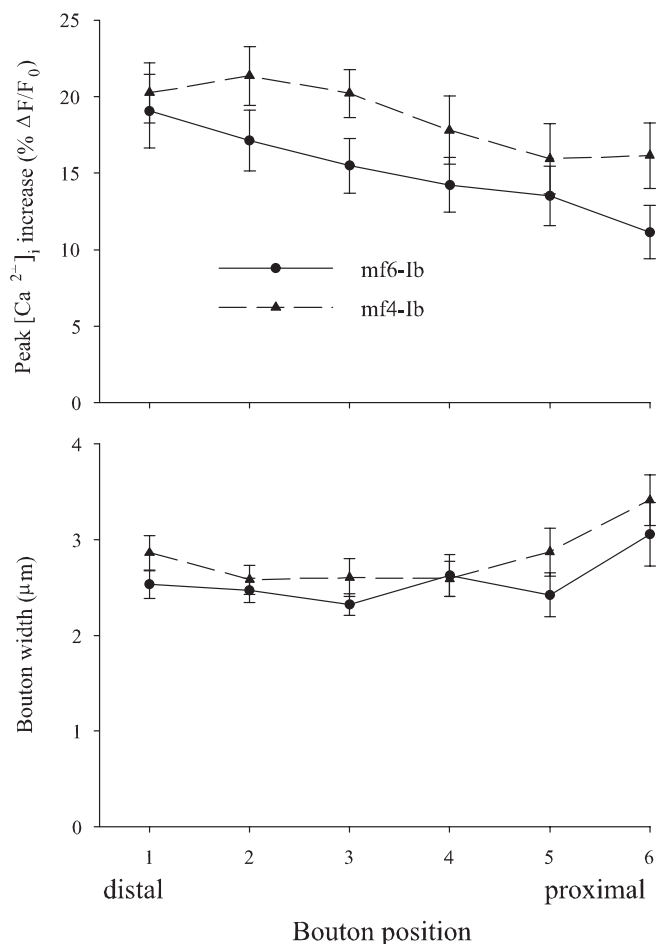 25
20
15
10
5
0
Peak [Ca 2+]i increase (% ΔF/F0)
mf6-Ib
mf4-Ib
4
3
2
1
0
Bouton width (μm)
1 2 3 4 5 6
distal proximal
Bouton position